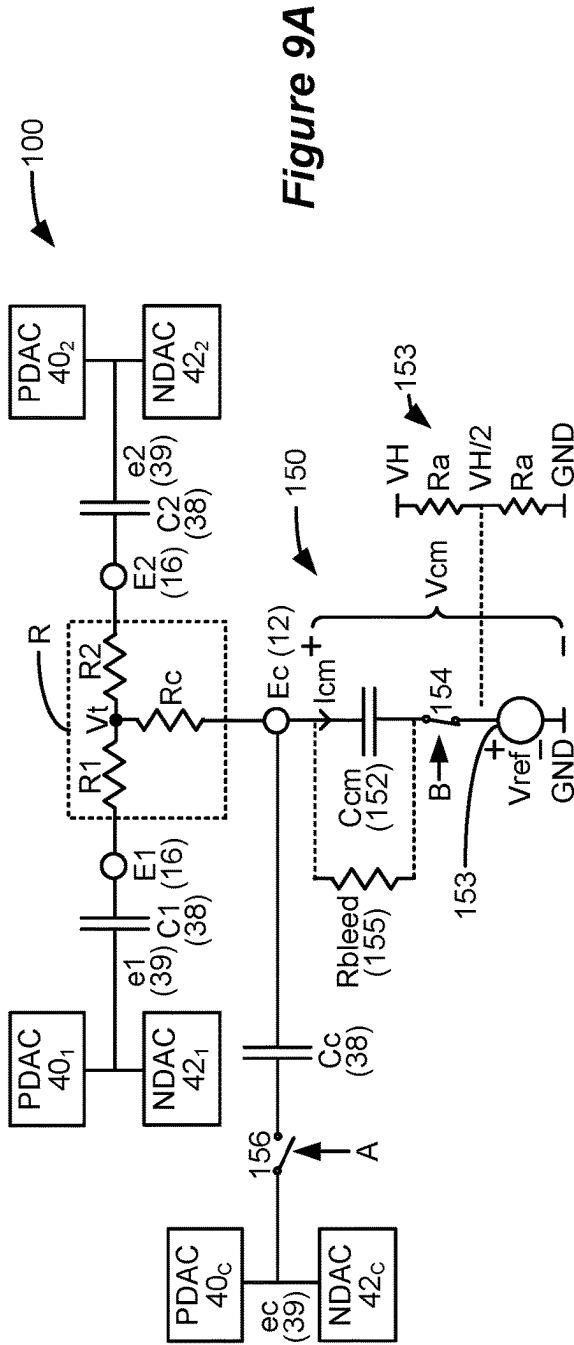 100
PDAC
40₁
NDAC
42₁
e1
(39)
C1
(38)
E1
(16)
R
R1
Vt
R2
Rc
E2
(16)
C2
(38)
e2
(39)
PDAC
40₂
NDAC
42₂
PDAC
40C
NDAC
42C
ec
(39)
156
A
Cc
(38)
Ec (12)
Icm
150
Rbleed
(155)
Ccm
(152)
B
154
153
+
Vref
−
GND
+
Vcm
−
153
VH
Ra
VH/2
Ra
GND
Figure 9A